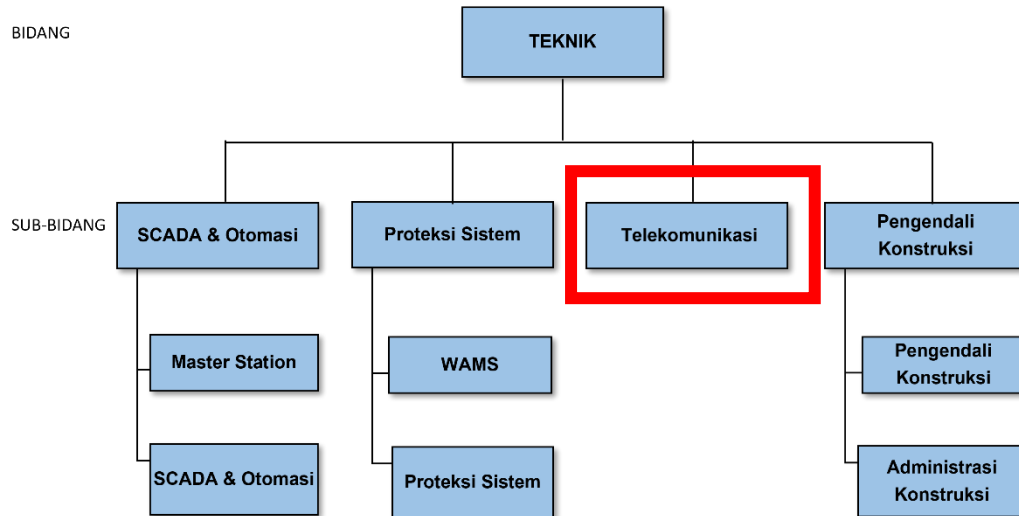 BIDANG
TEKNIK
SUB-BIDANG
SCADA & Otomasi
Proteksi Sistem
Telekomunikasi
Pengendali
Konstruksi
Master Station
WAMS
Pengendali
Konstruksi
SCADA & Otomasi
Proteksi Sistem
Administrasi
Konstruksi